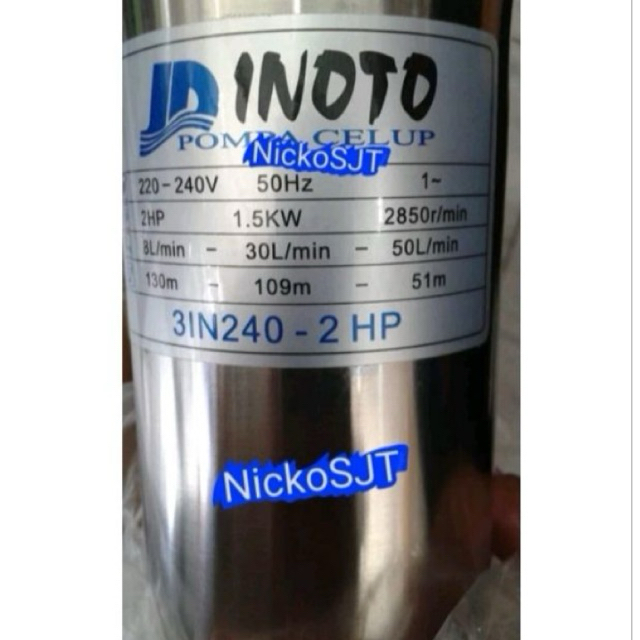 JD INOTO
POMPA CELUP
NickoSJT
220-240V 50Hz 1~
2HP 1.5KW 2850r/min
8L/min - 30L/min - 50L/min
130m - 109m - 51m
3IN240 - 2 HP
NickoSJT